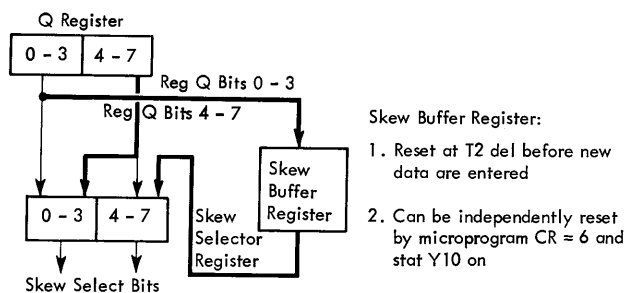 Q Register
0 – 3 4 – 7
Reg Q Bits 0 – 3
Reg Q Bits 4 – 7
Skew Buffer Register
0 – 3 4 – 7
Skew Selector Register
Skew Select Bits
Skew Buffer Register:
1. Reset at T2 del before new
data are entered
2. Can be independently reset
by microprogram CR = 6 and
stat Y10 on